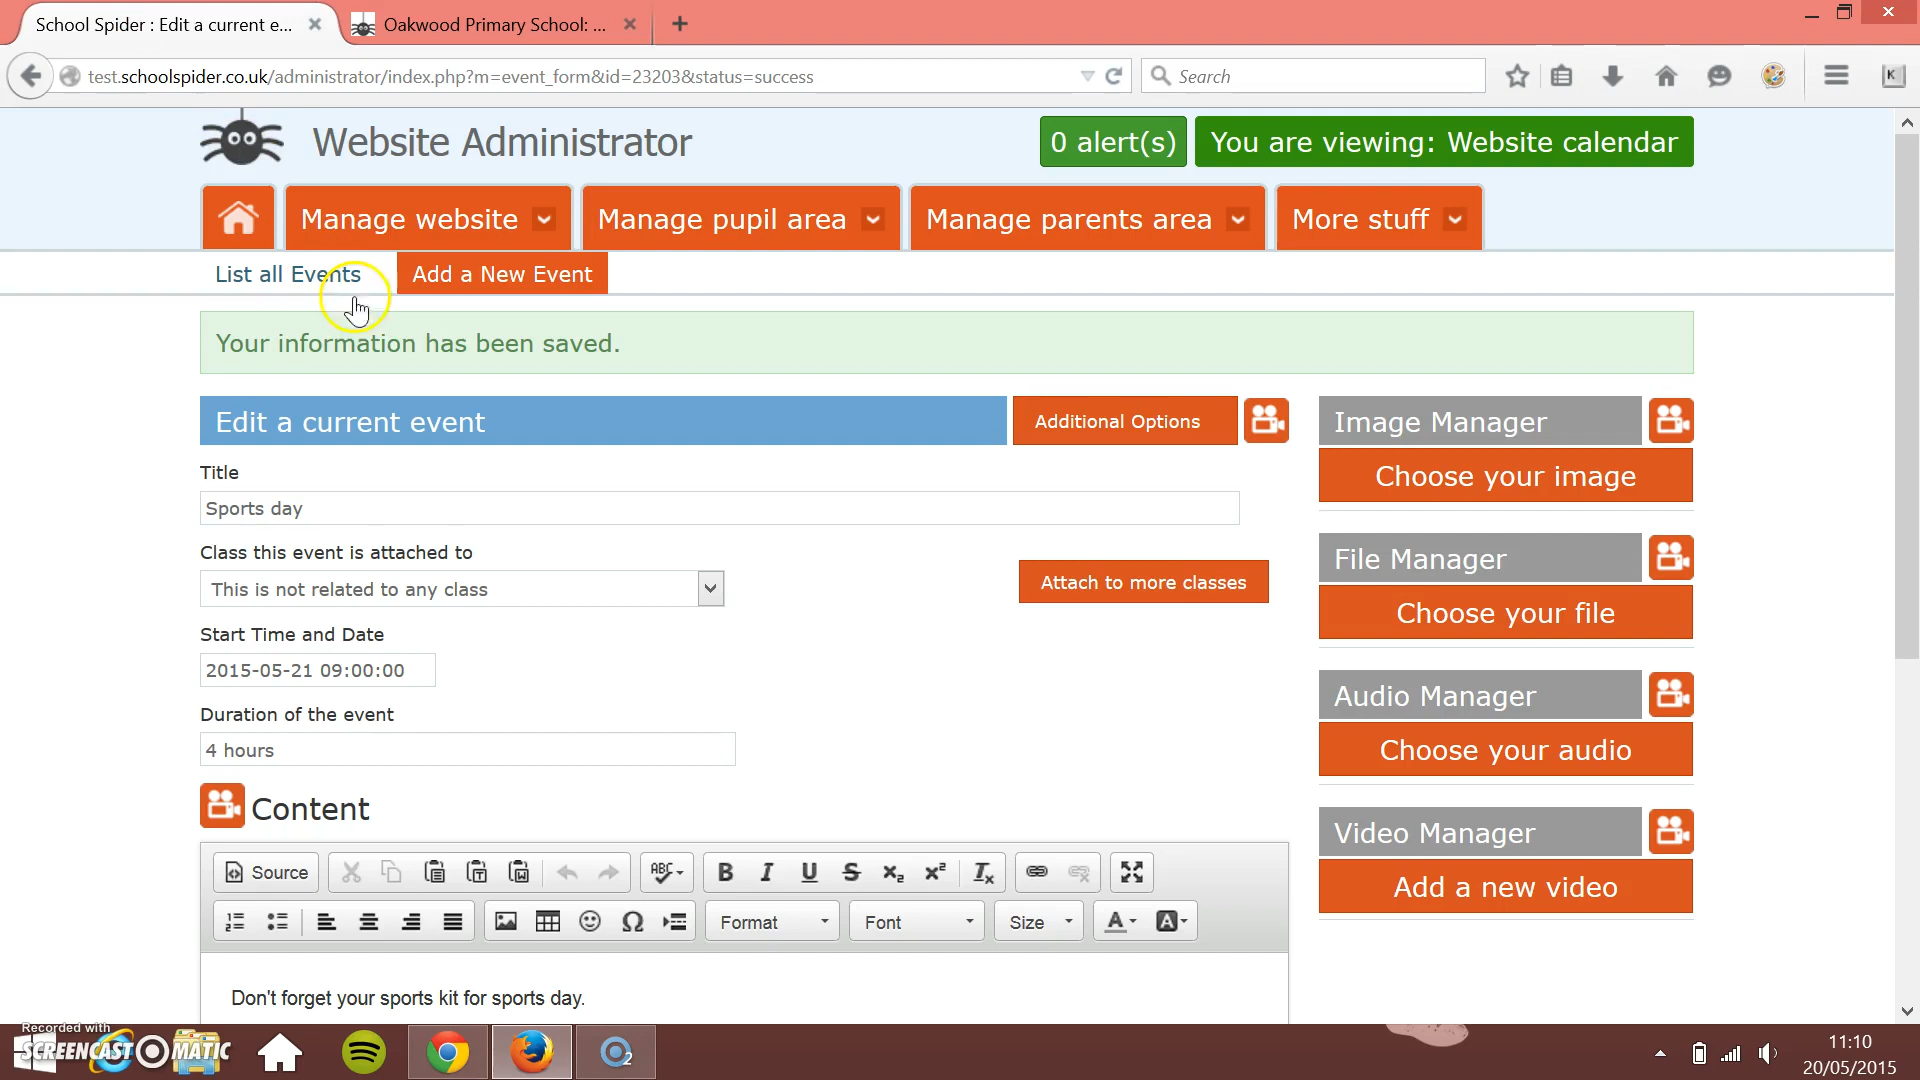 School Spider : Edit a current e...
Oakwood Primary School: ...
test.schoolspider.co.uk/administrator/index.php?m=event_form&id=23203&status=success
Search
Website Administrator
0 alert(s)
You are viewing: Website calendar
Manage website
Manage pupil area
Manage parents area
More stuff
List all Events
Add a New Event
Your information has been saved.
Edit a current event
Additional Options
Image Manager
Choose your image
Title
Sports day
Class this event is attached to
This is not related to any class
Attach to more classes
File Manager
Choose your file
Start Time and Date
2015-05-21 09:00:00
Duration of the event
4 hours
Audio Manager
Choose your audio
Content
Video Manager
Add a new video
Source
ABC
B I U S x₂ x² Tx
Format
Font
Size
A A
Don't forget your sports kit for sports day.
Recorded with
SCREENCAST MATIC
2
11:10
20/05/2015